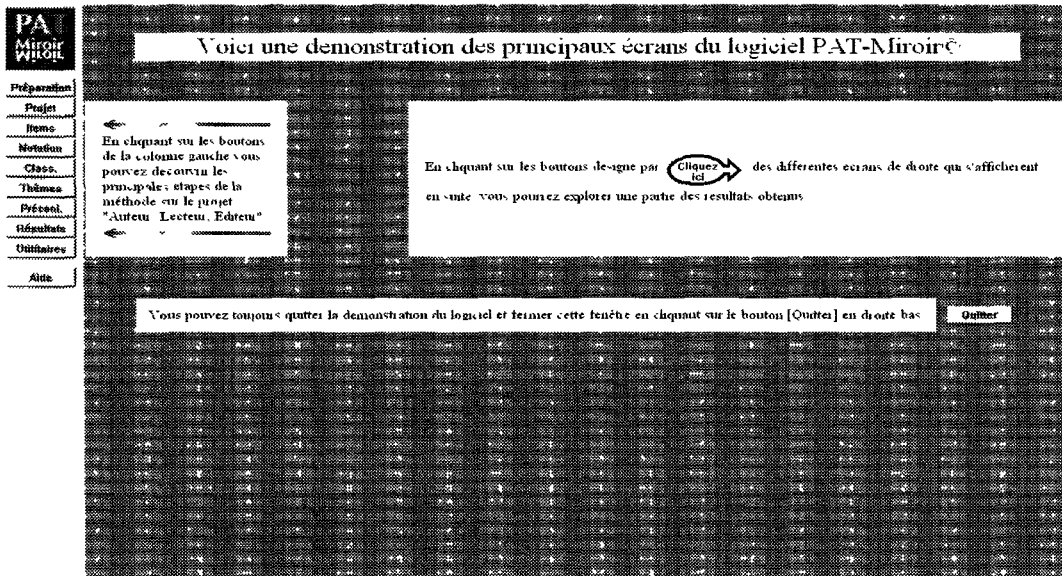 PAT
Miroir
Miroir
Voici une demonstration des principaux écrans du logiciel PAT-Miroir©
Préparation
Projet
Items
Notation
Class.
Thèmes
Préconi.
Résultats
Utilitaires
Aide
En cliquant sur les boutons
de la colonne gauche vous
pouvez decouvrir les
principales etapes de la
méthode sur le projet
"Auteur, Lecteur, Editeur"
En cliquant sur les boutons designe par Cliquez ici des differentes ecrans de droite qui s'afficherent
en suite vous pourrez explorer une partie des resultats obtenus
Vous pouvez toujours quitter la demonstration du logiciel et fermer cette fenêtre en cliquant sur le bouton [Quitter] en droite bas
Quitter